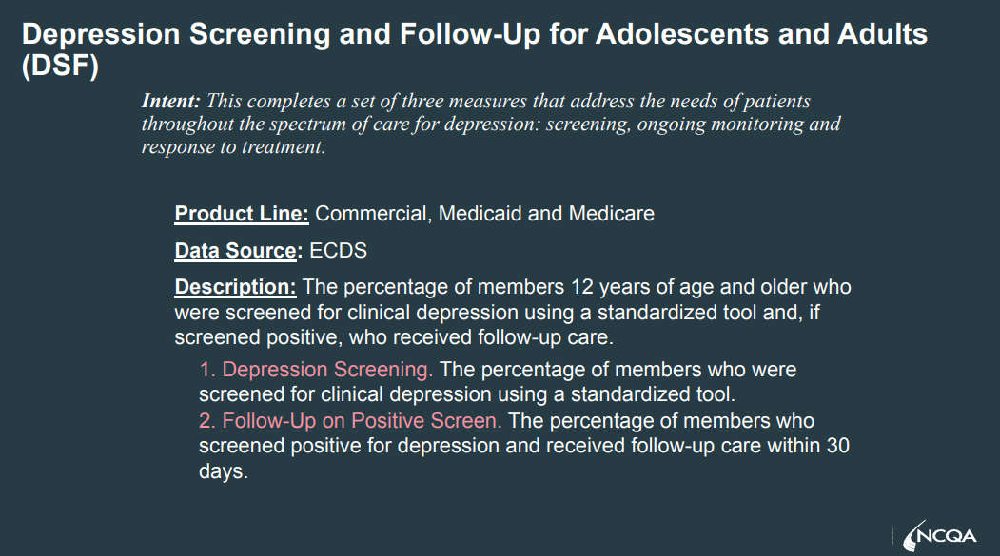 Depression Screening and Follow-Up for Adolescents and Adults
(DSF)
Intent: This completes a set of three measures that address the needs of patients
throughout the spectrum of care for depression: screening, ongoing monitoring and
response to treatment.
Product Line: Commercial, Medicaid and Medicare
Data Source: ECDS
Description: The percentage of members 12 years of age and older who
were screened for clinical depression using a standardized tool and, if
screened positive, who received follow-up care.
1. Depression Screening. The percentage of members who were
screened for clinical depression using a standardized tool.
2. Follow-Up on Positive Screen. The percentage of members who
screened positive for depression and received follow-up care within 30
days.
NCQA